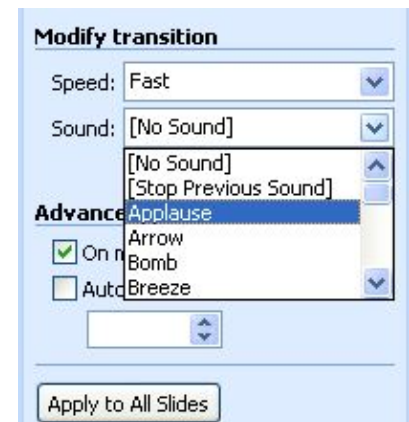 Modify transition
Speed: Fast
Sound: [No Sound]
[No Sound]
[Stop Previous Sound]
Advance Applause
Arrow
On
Bomb
Auto Breeze
Apply to All Slides